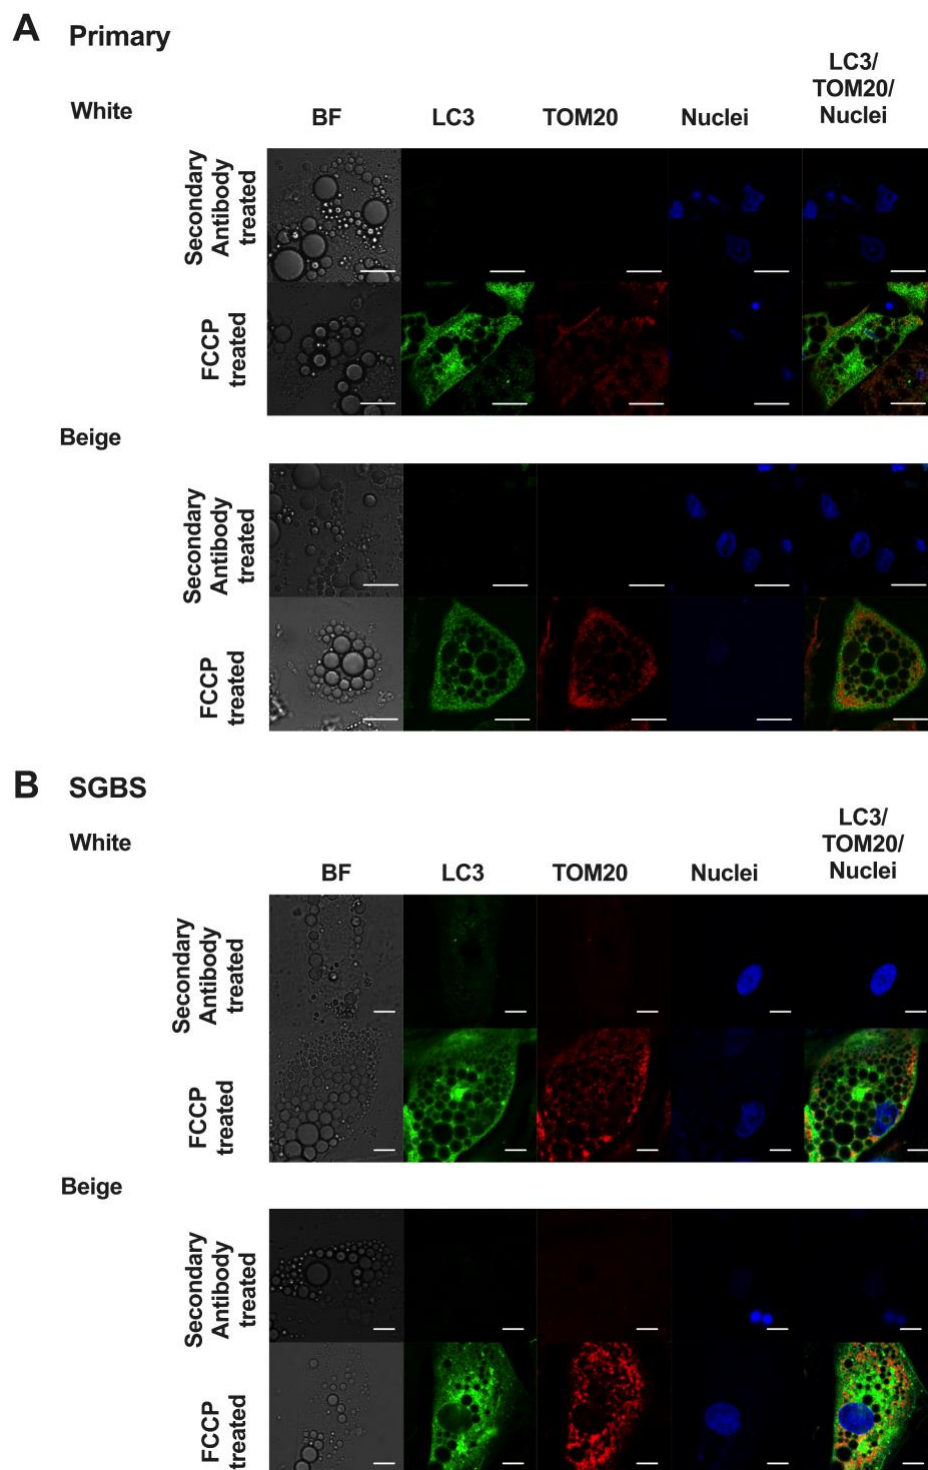 A Primary
White
BF
LC3
TOM20
Nuclei
LC3/
TOM20/
Nuclei
Secondary
Antibody
treated
FCCP
treated
Beige
Secondary
Antibody
treated
FCCP
treated
B SGBS
White
BF
LC3
TOM20
Nuclei
LC3/
TOM20/
Nuclei
Secondary
Antibody
treated
FCCP
treated
Beige
Secondary
Antibody
treated
FCCP
treated